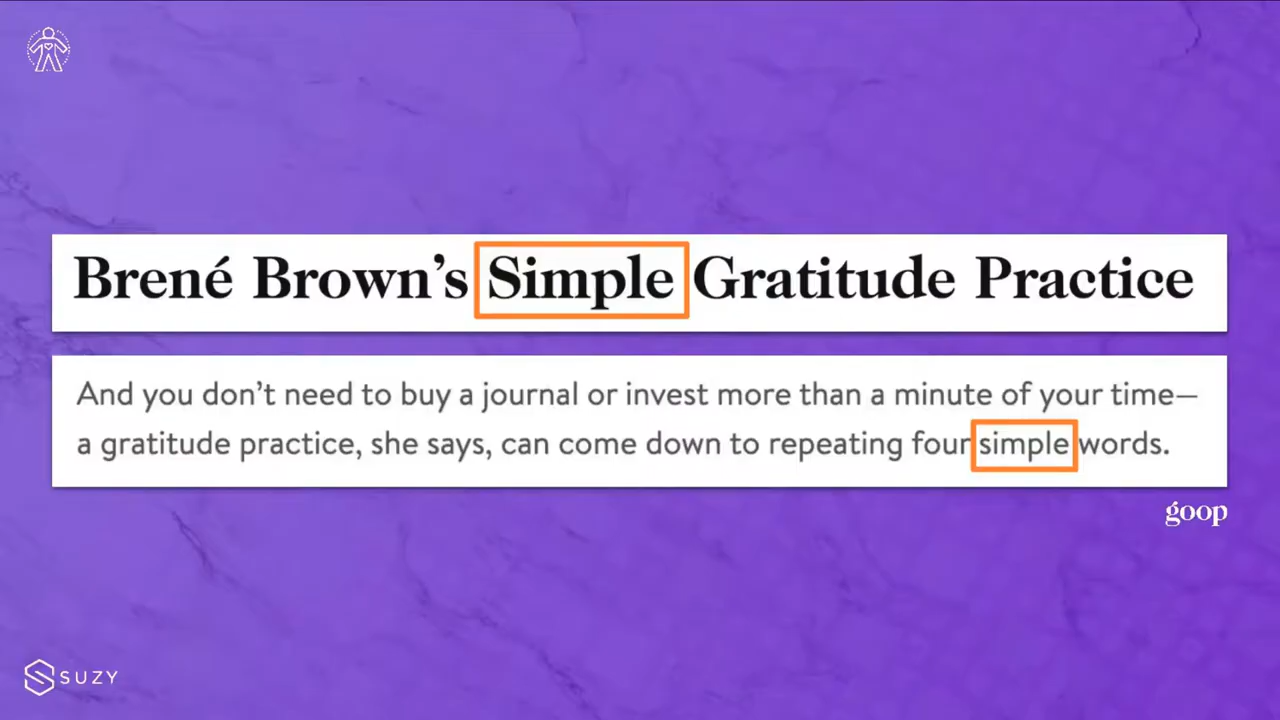 Brené Brown’s Simple Gratitude Practice
And you don’t need to buy a journal or invest more than a minute of your time—
a gratitude practice, she says, can come down to repeating four simple words.
goop
SUZY